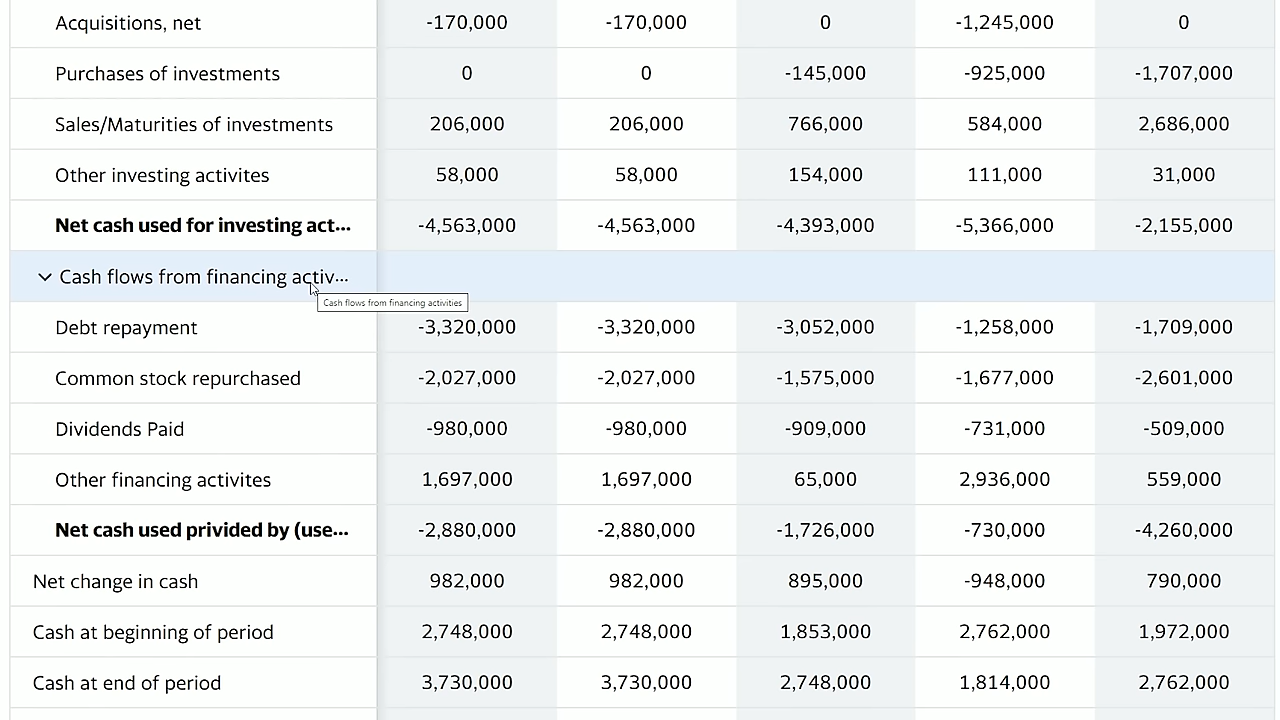 Acquisitions, net -170,000 -170,000 0 -1,245,000 0
Purchases of investments 0 0 -145,000 -925,000 -1,707,000
Sales/Maturities of investments 206,000 206,000 766,000 584,000 2,686,000
Other investing activites 58,000 58,000 154,000 111,000 31,000
Net cash used for investing act... -4,563,000 -4,563,000 -4,393,000 -5,366,000 -2,155,000
Cash flows from financing activ...
Cash flows from financing activities
Debt repayment -3,320,000 -3,320,000 -3,052,000 -1,258,000 -1,709,000
Common stock repurchased -2,027,000 -2,027,000 -1,575,000 -1,677,000 -2,601,000
Dividends Paid -980,000 -980,000 -909,000 -731,000 -509,000
Other financing activites 1,697,000 1,697,000 65,000 2,936,000 559,000
Net cash used privided by (use... -2,880,000 -2,880,000 -1,726,000 -730,000 -4,260,000
Net change in cash 982,000 982,000 895,000 -948,000 790,000
Cash at beginning of period 2,748,000 2,748,000 1,853,000 2,762,000 1,972,000
Cash at end of period 3,730,000 3,730,000 2,748,000 1,814,000 2,762,000